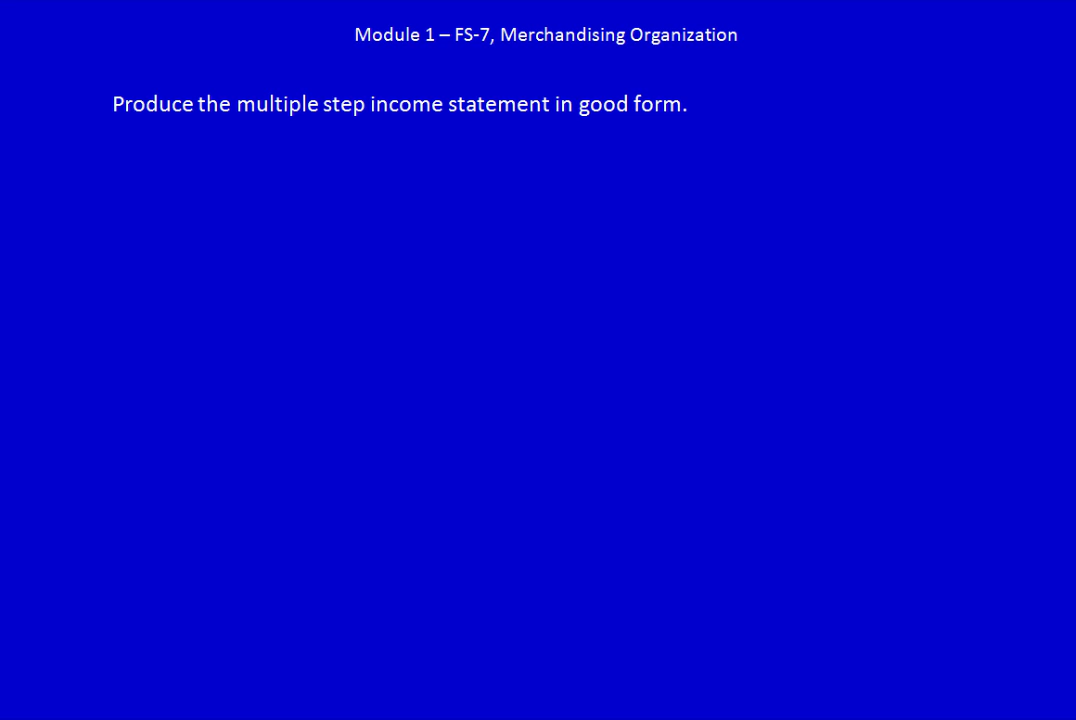 Module 1 – FS-7, Merchandising Organization
Produce the multiple step income statement in good form.